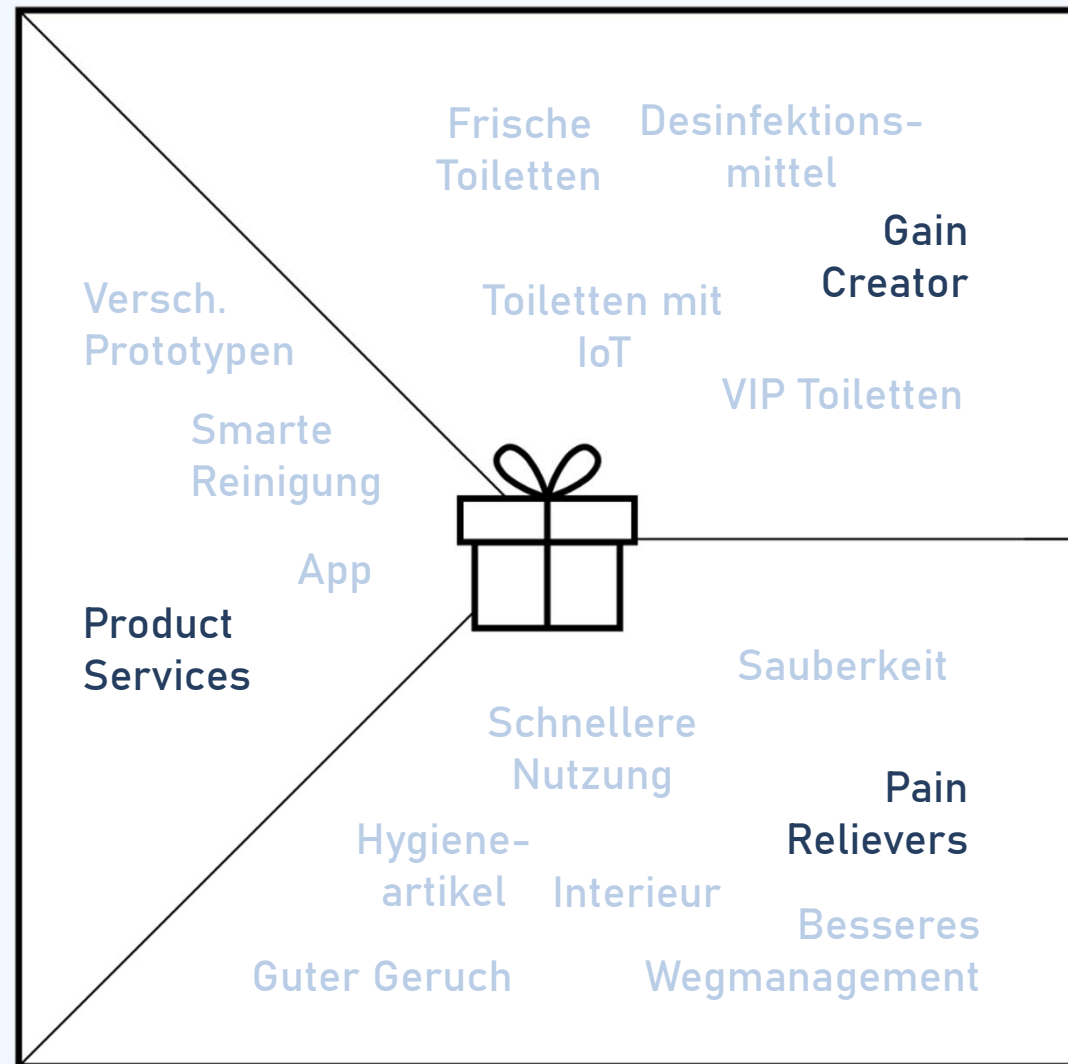 Frische
Toiletten
Desinfektions-
mittel
Gain
Creator
Toiletten mit
IoT
VIP Toiletten
Versch.
Prototypen
Smarte
Reinigung
App
Product
Services
Sauberkeit
Schnellere
Nutzung
Pain
Relievers
Hygiene-
artikel
Interieur
Besseres
Wegmanagement
Guter Geruch